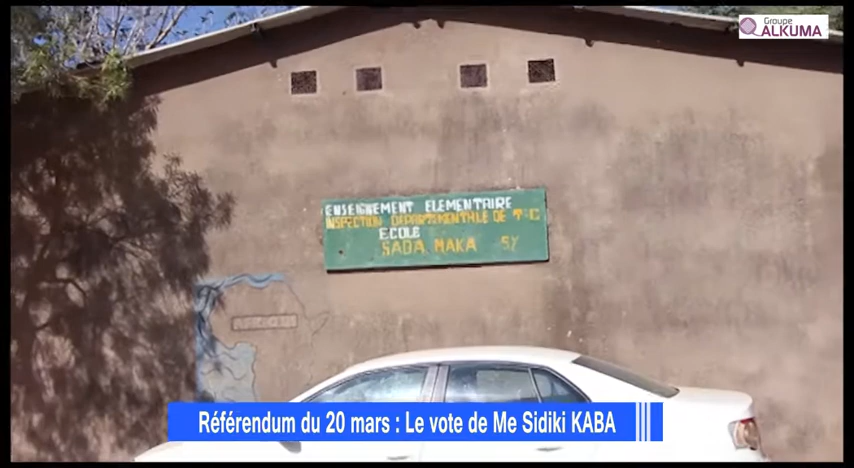 Groupe
ALKUMA
ENSEIGNEMENT ELEMENTAIRE
INSPECTION DEPARTEMENTALE DE T C
ECOLE
SADA MAKA SY
Référendum du 20 mars : Le vote de Me Sidiki KABA